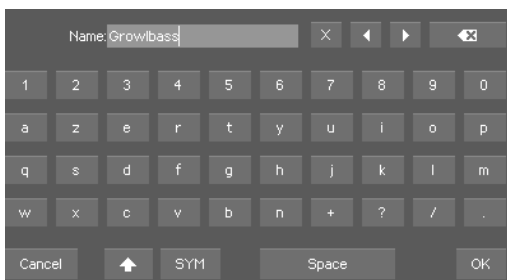 Name: Growlbass X
1 2 3 4 5 6 7 8 9 0
a z e r t y u i o p
q s d f g h j k l m
w x c v b n + ? / .
Cancel SYM Space OK